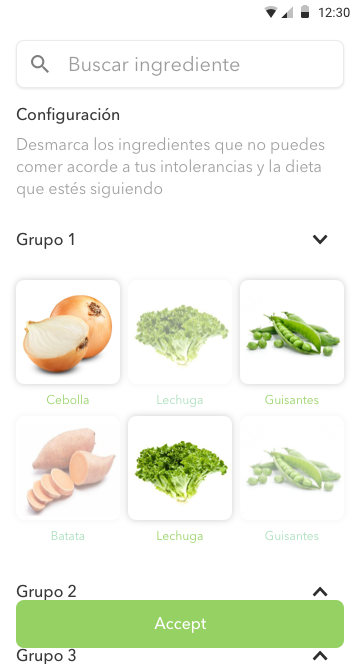 12:30
Buscar ingrediente
Configuración
Desmarca los ingredientes que no puedes
comer acorde a tus intolerancias y la dieta
que estés siguiendo
Grupo 1
Cebolla
Lechuga
Guisantes
Batata
Lechuga
Guisantes
Grupo 2
Accept
Grupo 3